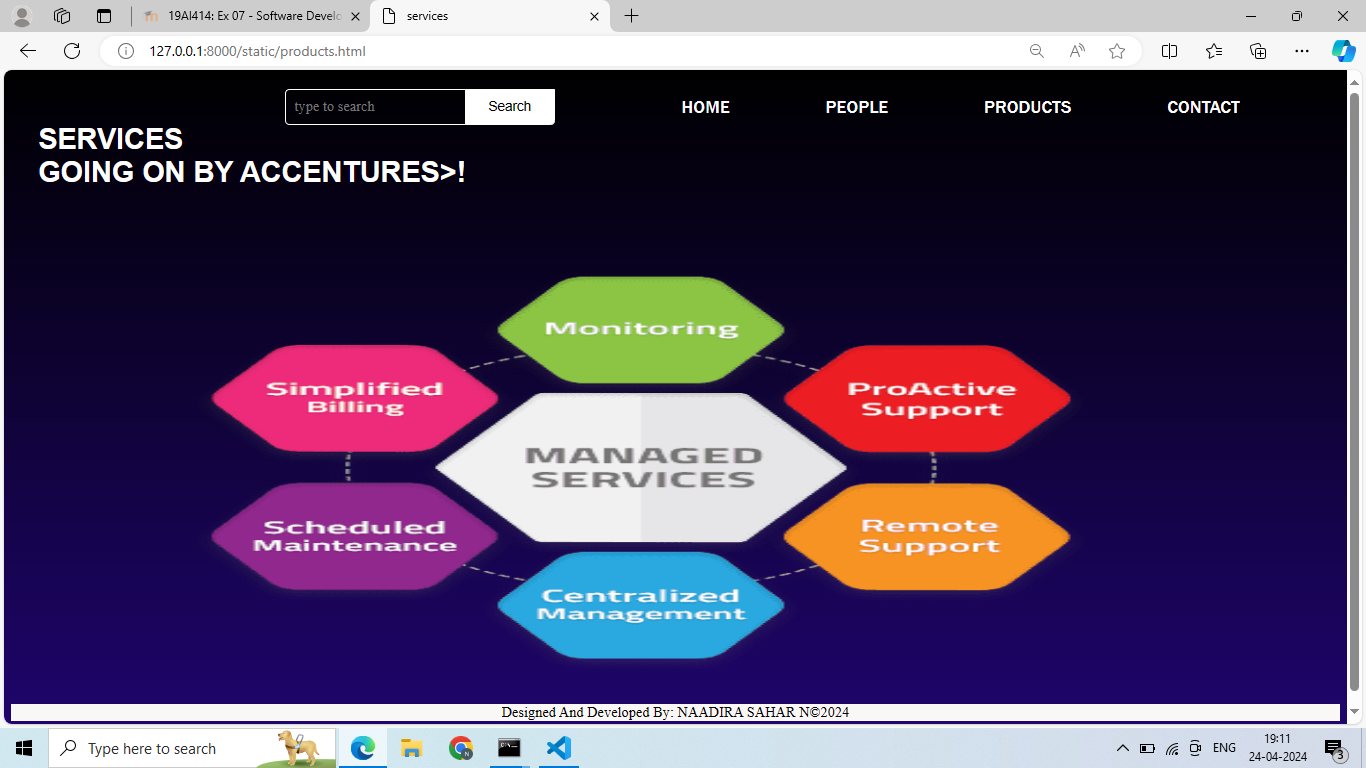 19AI414: Ex 07 - Software Develo
services
127.0.0.1:8000/static/products.html
type to search
Search
HOME
PEOPLE
PRODUCTS
CONTACT
SERVICES
GOING ON BY ACCENTURES>!
Monitoring
Simplified
Billing
ProActive
Support
MANAGED
SERVICES
Scheduled
Maintenance
Remote
Support
Centralized
Management
Designed And Developed By: NAADIRA SAHAR N©2024
Type here to search
ENG
19:11
24-04-2024
3